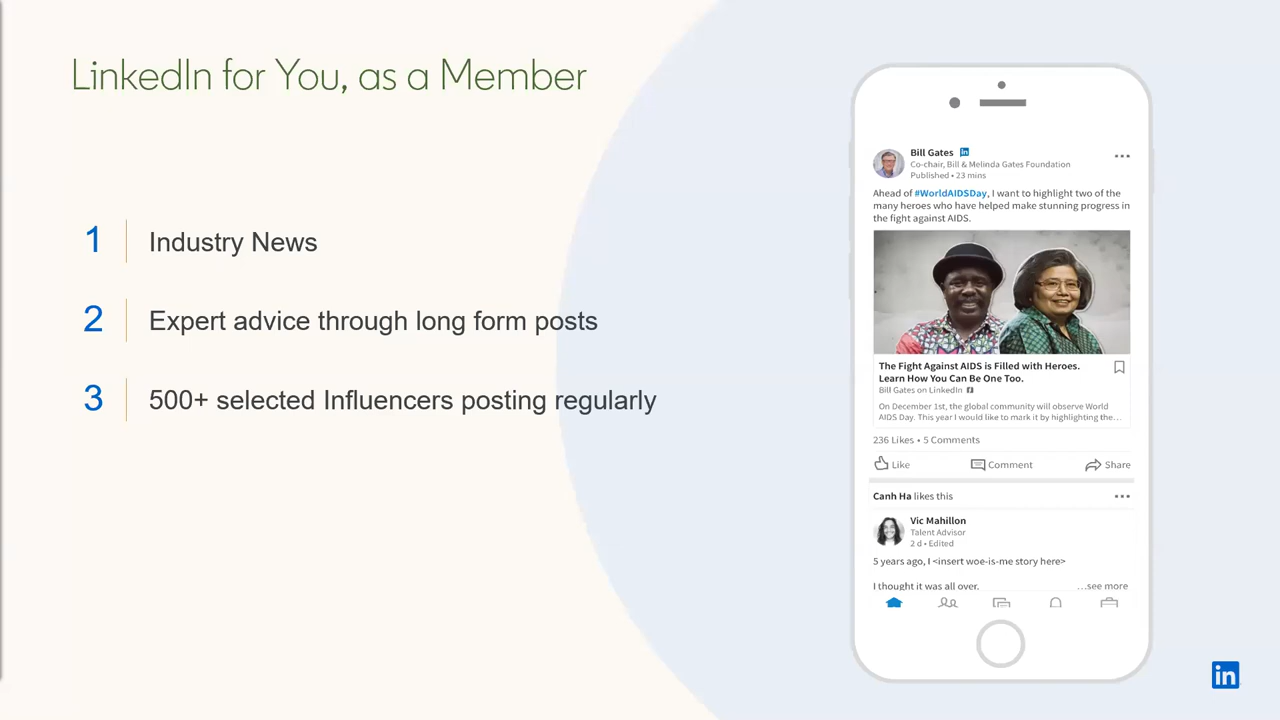 LinkedIn for You, as a Member
1 Industry News
2 Expert advice through long form posts
3 500+ selected Influencers posting regularly
Bill Gates in
Co-chair, Bill & Melinda Gates Foundation
Published • 23 mins
Ahead of #WorldAIDSDay, I want to highlight two of the
many heroes who have helped make stunning progress in
the fight against AIDS.
The Fight Against AIDS is Filled with Heroes.
Learn How You Can Be One Too.
Bill Gates on LinkedIn
On December 1st, the global community will observe World
AIDS Day. This year I would like to mark it by highlighting the...
236 Likes • 5 Comments
Like Comment Share
Canh Ha likes this
Vic Mahillon
Talent Advisor
2 d • Edited
5 years ago, I <insert woe-is-me story here>
I thought it was all over. ...see more
in